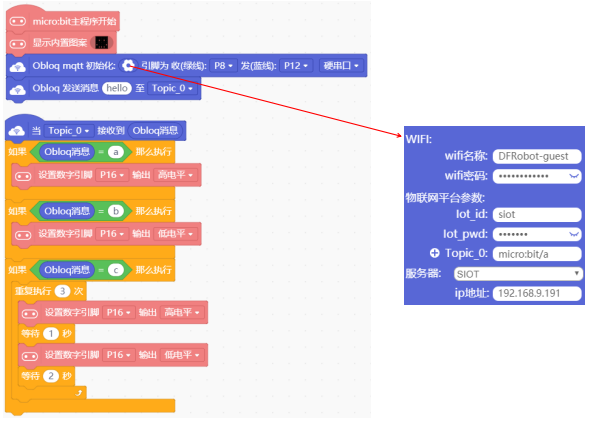 micro:bit主程序开始
显示内置图案
Obloq mqtt 初始化: 引脚为 收(绿线): P8 发(蓝线): P12 硬串口
Obloq 发送消息 hello 至 Topic_0
当 Topic_0 接收到 Obloq消息
如果 Obloq消息 = a 那么执行
设置数字引脚 P16 输出 高电平
如果 Obloq消息 = b 那么执行
设置数字引脚 P16 输出 低电平
如果 Obloq消息 = c 那么执行
重复执行 3 次
设置数字引脚 P16 输出 高电平
等待 1 秒
设置数字引脚 P16 输出 低电平
等待 2 秒
WIFI:
wifi名称: DFRobot-guest
wifi密码: ••••••••••••
物联网平台参数:
Iot_id: siot
Iot_pwd: •••••••
Topic_0: micro:bit/a
服务器: SIOT
ip地址: 192.168.9.191